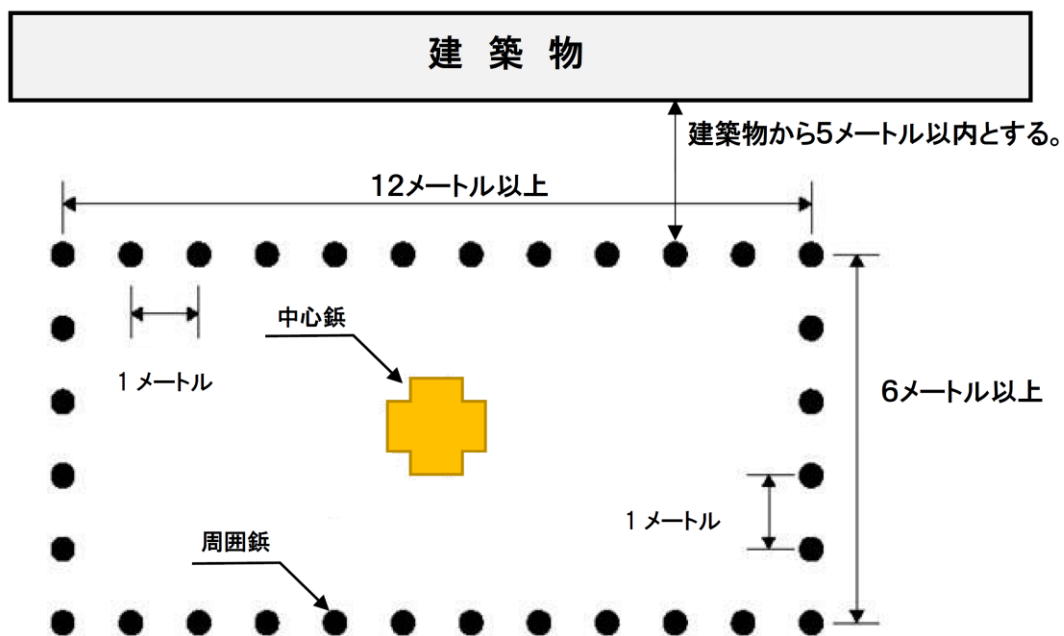 建 築 物
建築物から5メートル以内とする。
12メートル以上
中心鋲
1 メートル
6メートル以上
1 メートル
周囲鋲